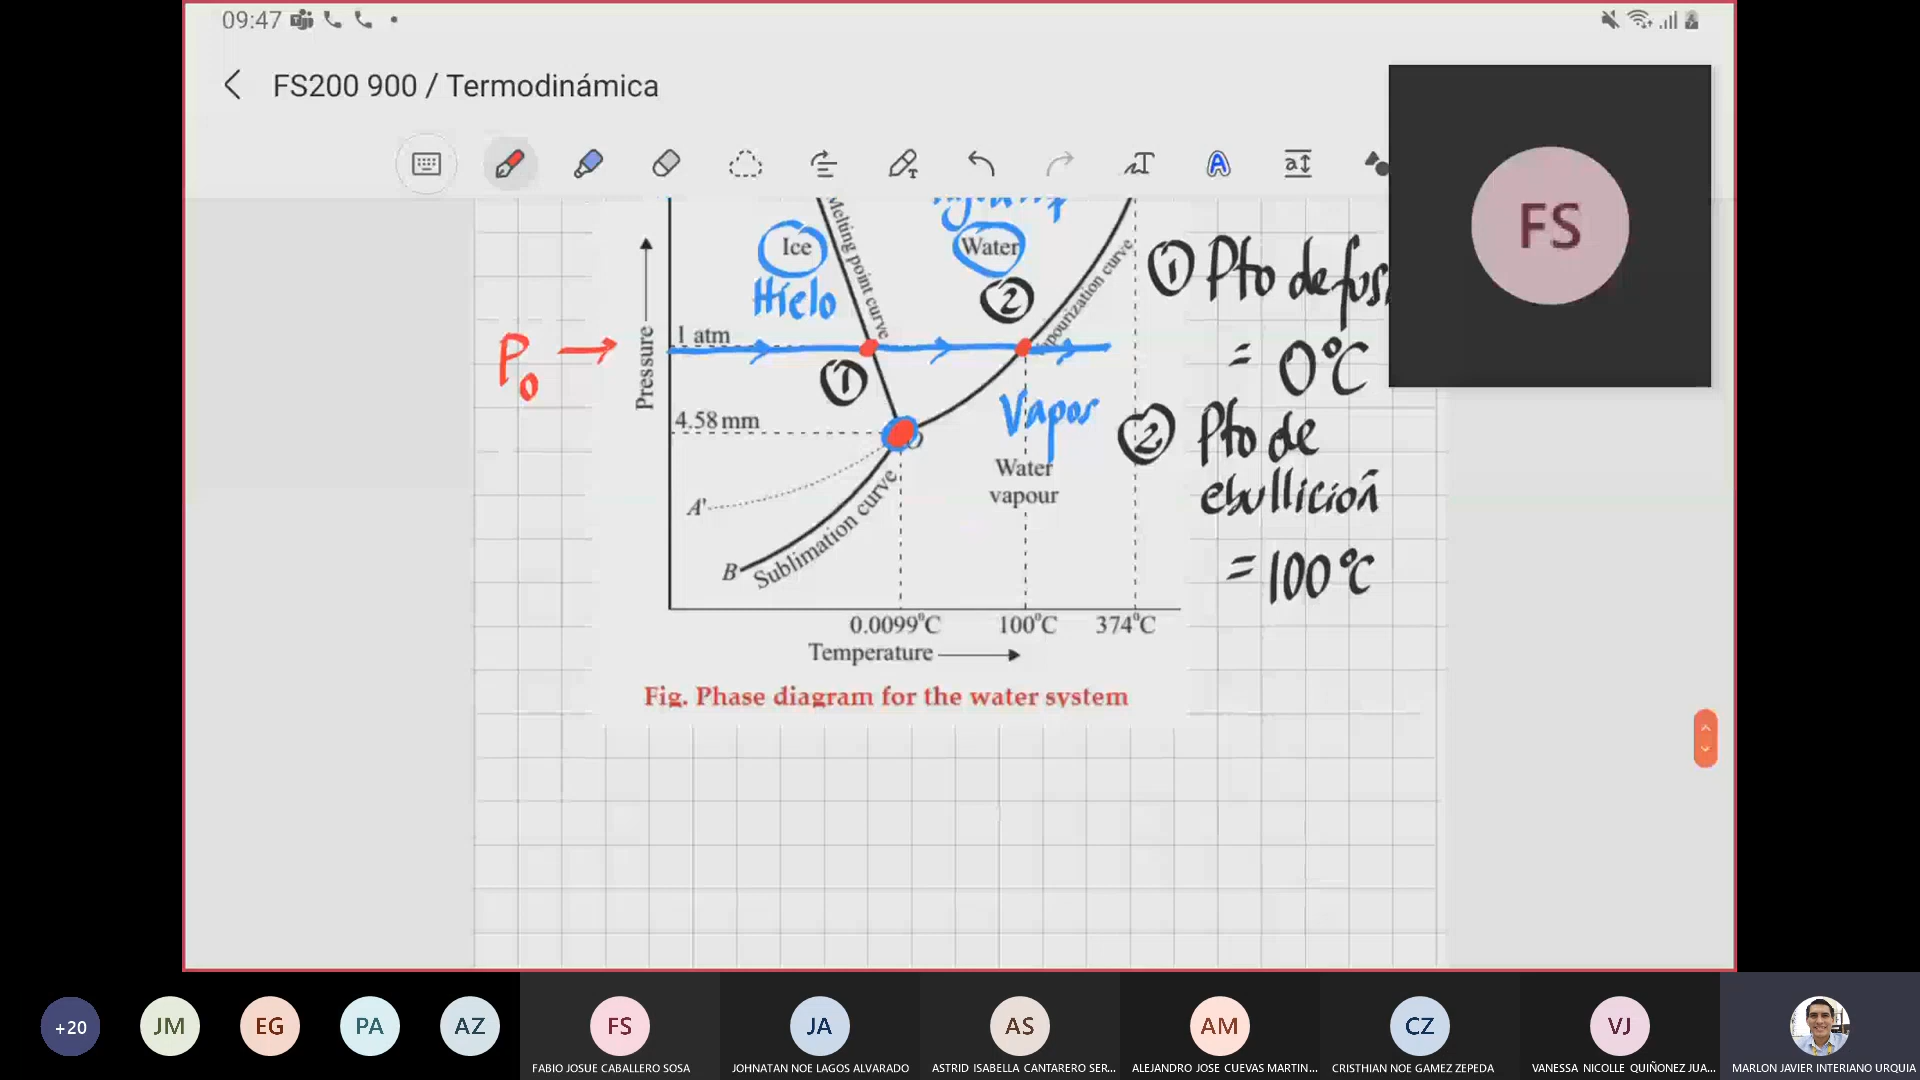 09:47
FS200 900 / Termodinámica
FS
Ice
Hielo
Melting point curve
Water
②
Vapourization curve
① Pto de
= 0°C
1 atm
P₀ →
Pressure
①
4.58 mm
O
Vapor
② Pto de
ebullición
= 100°C
Water
vapour
A'
B
Sublimation curve
0.0099°C 100°C 374°C
Temperature
Fig. Phase diagram for the water system
+20
JM
EG
PA
AZ
FS
JA
AS
AM
CZ
VJ
FABIO JOSUE CABALLERO SOSA
JOHNATAN NOE LAGOS ALVARADO
ASTRID ISABELLA CANTARERO SER...
ALEJANDRO JOSE CUEVAS MARTIN...
CRISTHIAN NOE GAMEZ ZEPEDA
VANESSA NICOLLE QUIÑONEZ JUA...
MARLON JAVIER INTERIANO URQUIA